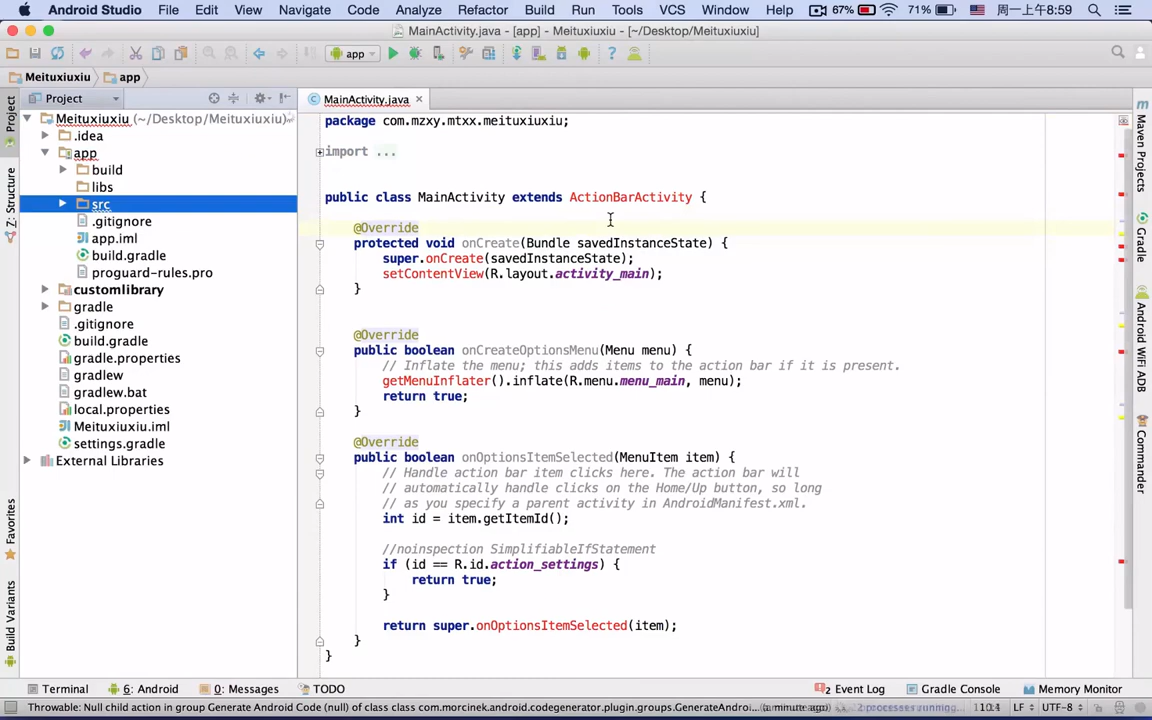 Android Studio File Edit View Navigate Code Analyze Refactor Build Run Tools VCS Window Help 67% 71% 周一上午8:59
MainActivity.java - [app] - Meituxiuxiu - [~/Desktop/Meituxiuxiu]
app
Meituxiuxiu app
Project
MainActivity.java
Meituxiuxiu (~/Desktop/Meituxiuxiu)
.idea
app
build
libs
src
.gitignore
app.iml
build.gradle
proguard-rules.pro
customlibrary
gradle
.gitignore
build.gradle
gradle.properties
gradlew
gradlew.bat
local.properties
Meituxiuxiu.iml
settings.gradle
External Libraries
Project
Z: Structure
Favorites
Build Variants
package com.mzxy.mtxx.meituxiuxiu;
import ...
public class MainActivity extends ActionBarActivity {
@Override
protected void onCreate(Bundle savedInstanceState) {
super.onCreate(savedInstanceState);
setContentView(R.layout.activity_main);
}
@Override
public boolean onCreateOptionsMenu(Menu menu) {
// Inflate the menu; this adds items to the action bar if it is present.
getMenuInflater().inflate(R.menu.menu_main, menu);
return true;
}
@Override
public boolean onOptionsItemSelected(MenuItem item) {
// Handle action bar item clicks here. The action bar will
// automatically handle clicks on the Home/Up button, so long
// as you specify a parent activity in AndroidManifest.xml.
int id = item.getItemId();
//noinspection SimplifiableIfStatement
if (id == R.id.action_settings) {
return true;
}
return super.onOptionsItemSelected(item);
}
}
Maven Projects
Gradle
Android WiFi ADB
Commander
Terminal 6: Android 0: Messages TODO 2 Event Log Gradle Console Memory Monitor
Throwable: Null child action in group Generate Android Code (null) of class com.morcinek.android.codegenerator.plugin.groups.GenerateAndroi... (a minute ago) 2 processes running... LF UTF-8